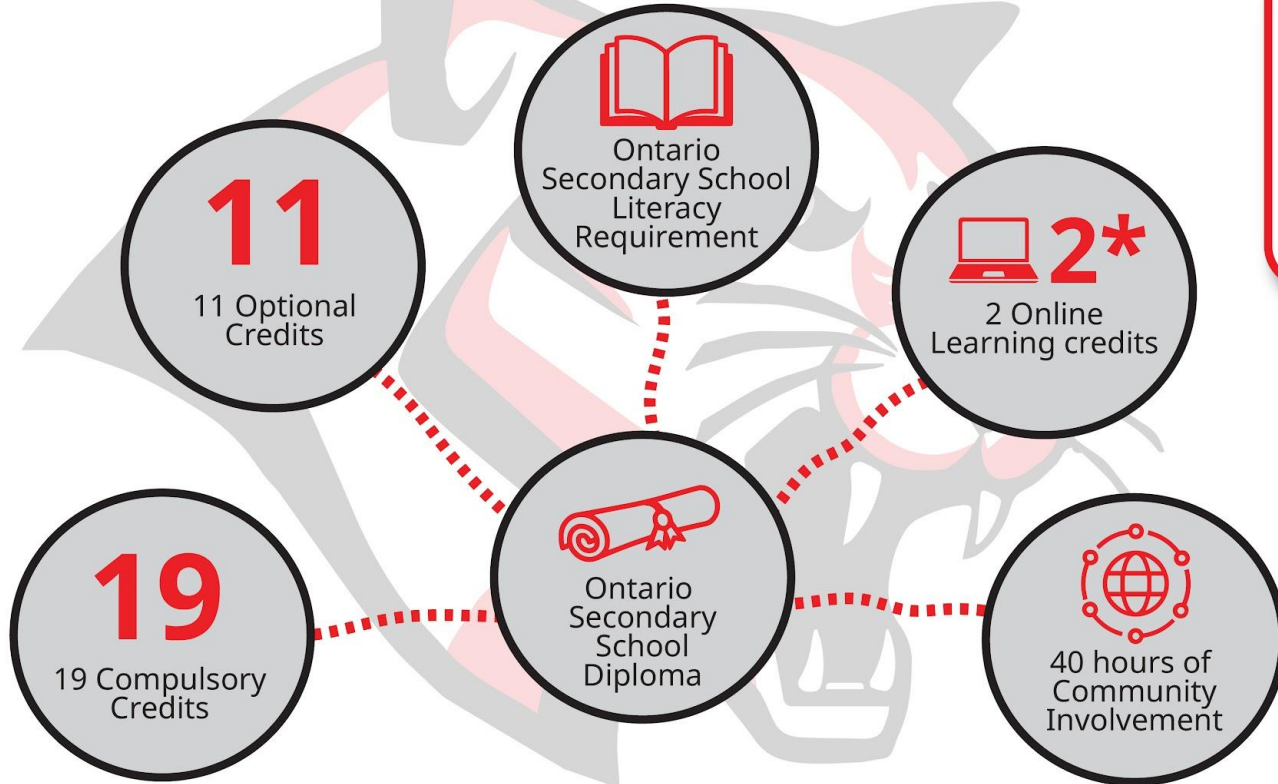 11
11 Optional
Credits
Ontario
Secondary School
Literacy
Requirement
2*
2 Online
Learning credits
19
19 Compulsory
Credits
Ontario
Secondary
School
Diploma
40 hours of
Community
Involvement